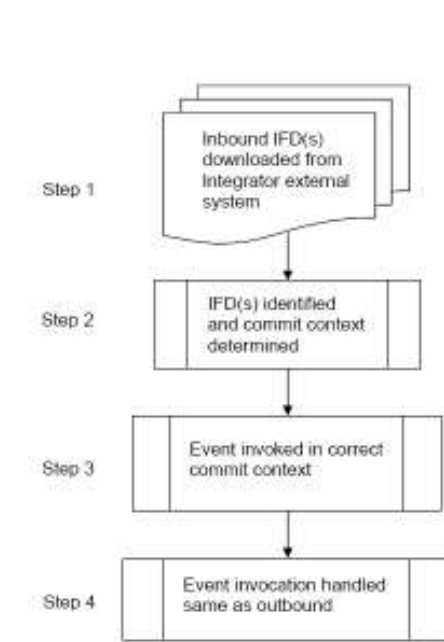 Inbound IFD(s)
downloaded from
Integrator external
system
Step 1
IFD(s) identified
and commit context
determined
Step 2
Event invoked in correct
commit context
Step 3
Event invocation handled
same as outbound
Step 4